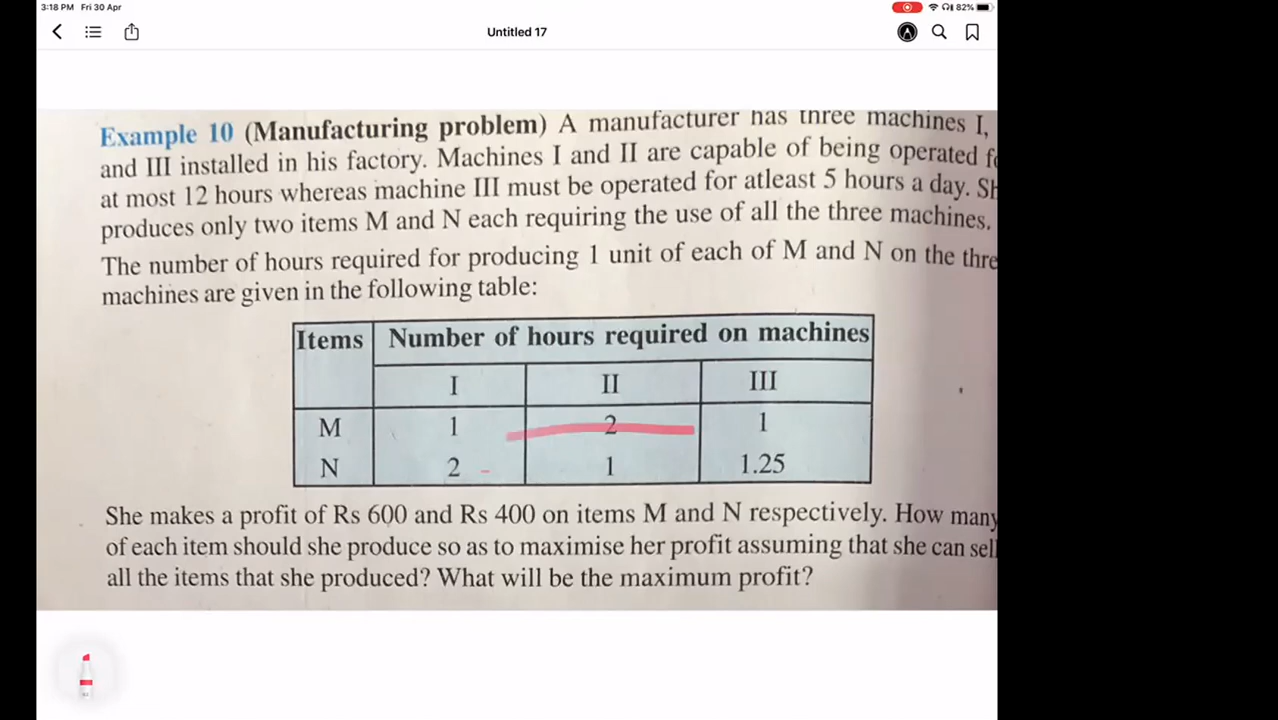 3:18 PM Fri 30 Apr
82%
Untitled 17
Example 10 (Manufacturing problem) A manufacturer has three machines I,
and III installed in his factory. Machines I and II are capable of being operated
at most 12 hours whereas machine III must be operated for atleast 5 hours a day.
produces only two items M and N each requiring the use of all the three machines.
The number of hours required for producing 1 unit of each of M and N on the
machines are given in the following table:
Items Number of hours required on machines
I II III
M 1 2 1
N 2 1 1.25
She makes a profit of Rs 600 and Rs 400 on items M and N respectively. How many
of each item should she produce so as to maximise her profit assuming that she can sell
all the items that she produced? What will be the maximum profit?